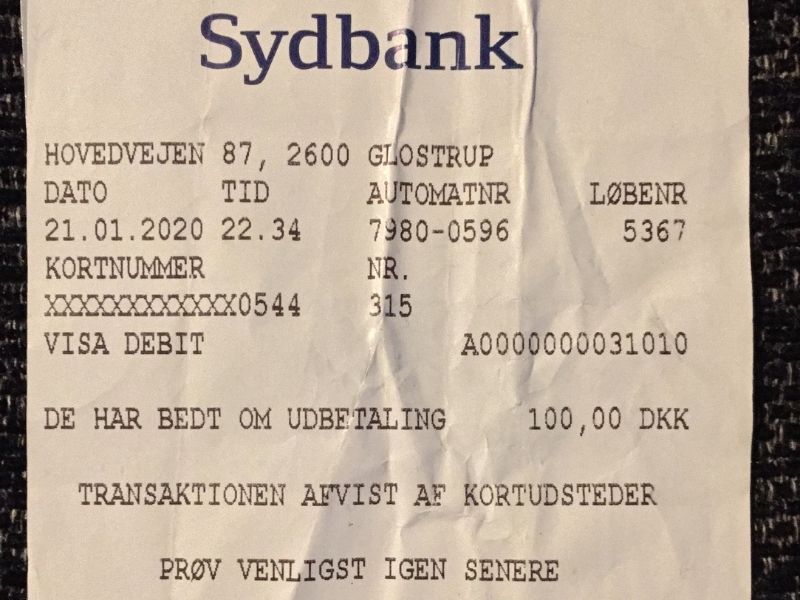 Sydbank
HOVEDVEJEN 87, 2600 GLOSTRUP
DATO TID AUTOMATNR LØBENR
21.01.2020 22.34 7980-0596 5367
KORTNUMMER NR.
XXXXXXXXXXXX0544 315
VISA DEBIT A0000000031010
DE HAR BEDT OM UDBETALING 100,00 DKK
TRANSAKTIONEN AFVIST AF KORTUDSTEDER
PRØV VENLIGST IGEN SENERE